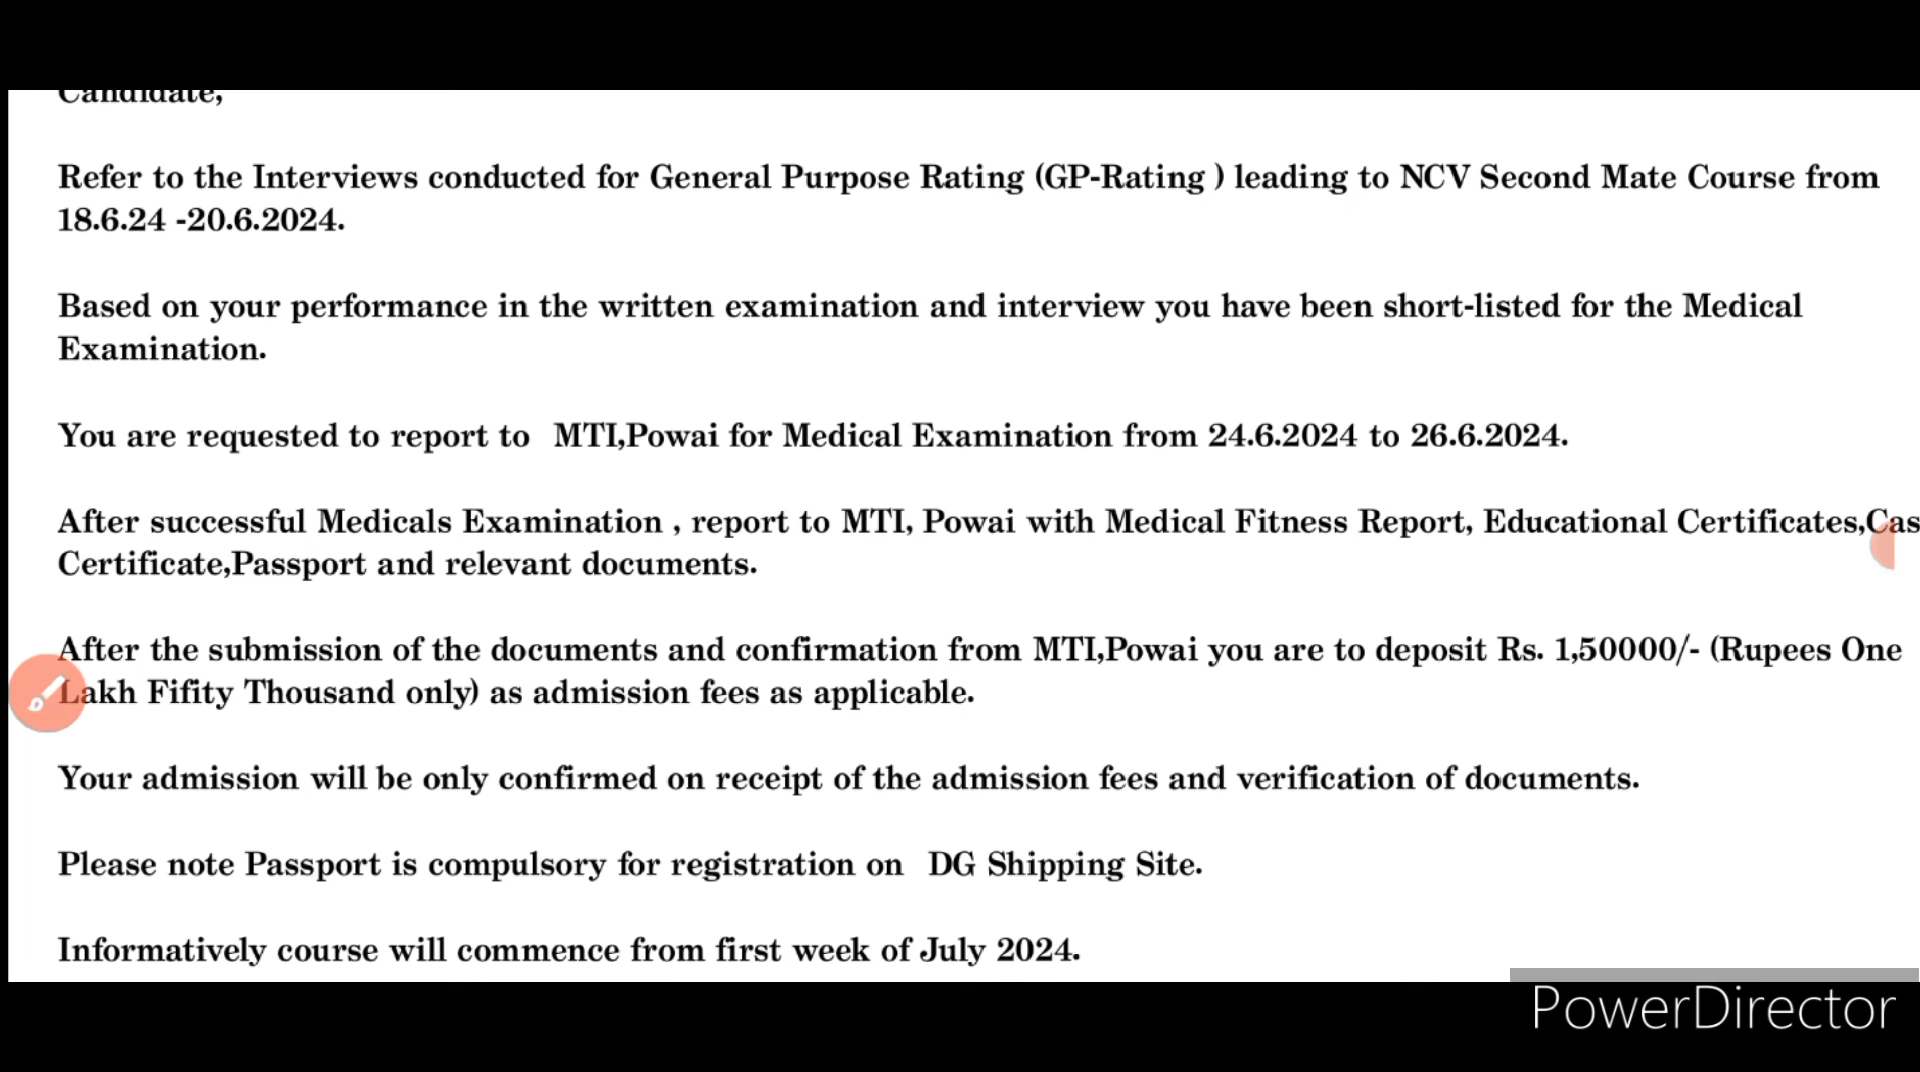 Candidate,
Refer to the Interviews conducted for General Purpose Rating (GP-Rating ) leading to NCV Second Mate Course from
18.6.24 -20.6.2024.
Based on your performance in the written examination and interview you have been short-listed for the Medical
Examination.
You are requested to report to MTI,Powai for Medical Examination from 24.6.2024 to 26.6.2024.
After successful Medicals Examination , report to MTI, Powai with Medical Fitness Report, Educational Certificates,Cas
Certificate,Passport and relevant documents.
After the submission of the documents and confirmation from MTI,Powai you are to deposit Rs. 1,50000/- (Rupees One
Lakh Fifity Thousand only) as admission fees as applicable.
Your admission will be only confirmed on receipt of the admission fees and verification of documents.
Please note Passport is compulsory for registration on DG Shipping Site.
Informatively course will commence from first week of July 2024.
PowerDirector